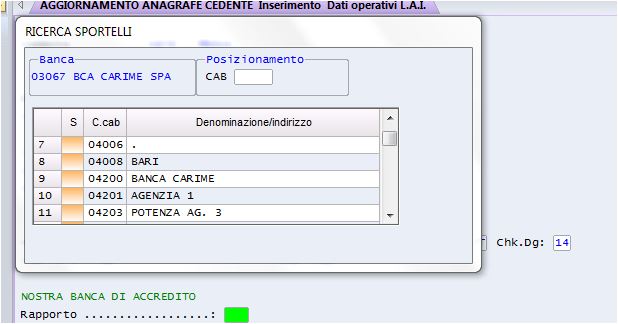 AGGIORNAMENTO ANAGRAFE CEDENTE Inserimento Dati operativi L.A.I.
RICERCA SPORTELLI
Banca
Posizionamento
03067 BCA CARIME SPA
CAB
S C.cab Denominazione/indirizzo
7 04006 .
8 04008 BARI
9 04200 BANCA CARIME
10 04201 AGENZIA 1
11 04203 POTENZA AG. 3
Chk.Dg: 14
NOSTRA BANCA DI ACCREDITO
Rapporto .................: